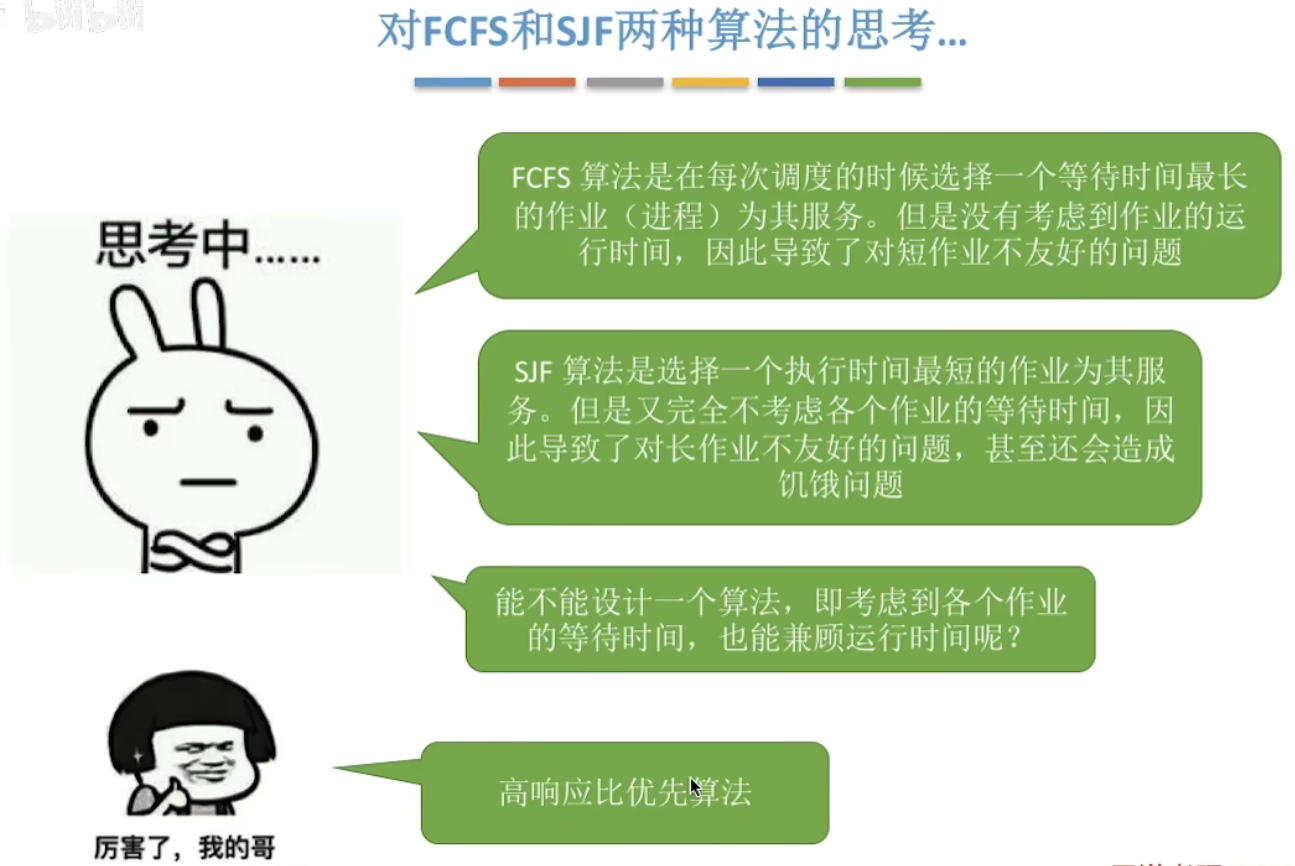 bilibili
对FCFS和SJF两种算法的思考...
FCFS 算法是在每次调度的时候选择一个等待时间最长
的作业（进程）为其服务。但是没有考虑到作业的运
行时间，因此导致了对短作业不友好的问题
思考中......
SJF 算法是选择一个执行时间最短的作业为其服
务。但是又完全不考虑各个作业的等待时间，因
此导致了对长作业不友好的问题，甚至还会造成
饥饿问题
能不能设计一个算法，即考虑到各个作业
的等待时间，也能兼顾运行时间呢？
高响应比优先算法
厉害了，我的哥